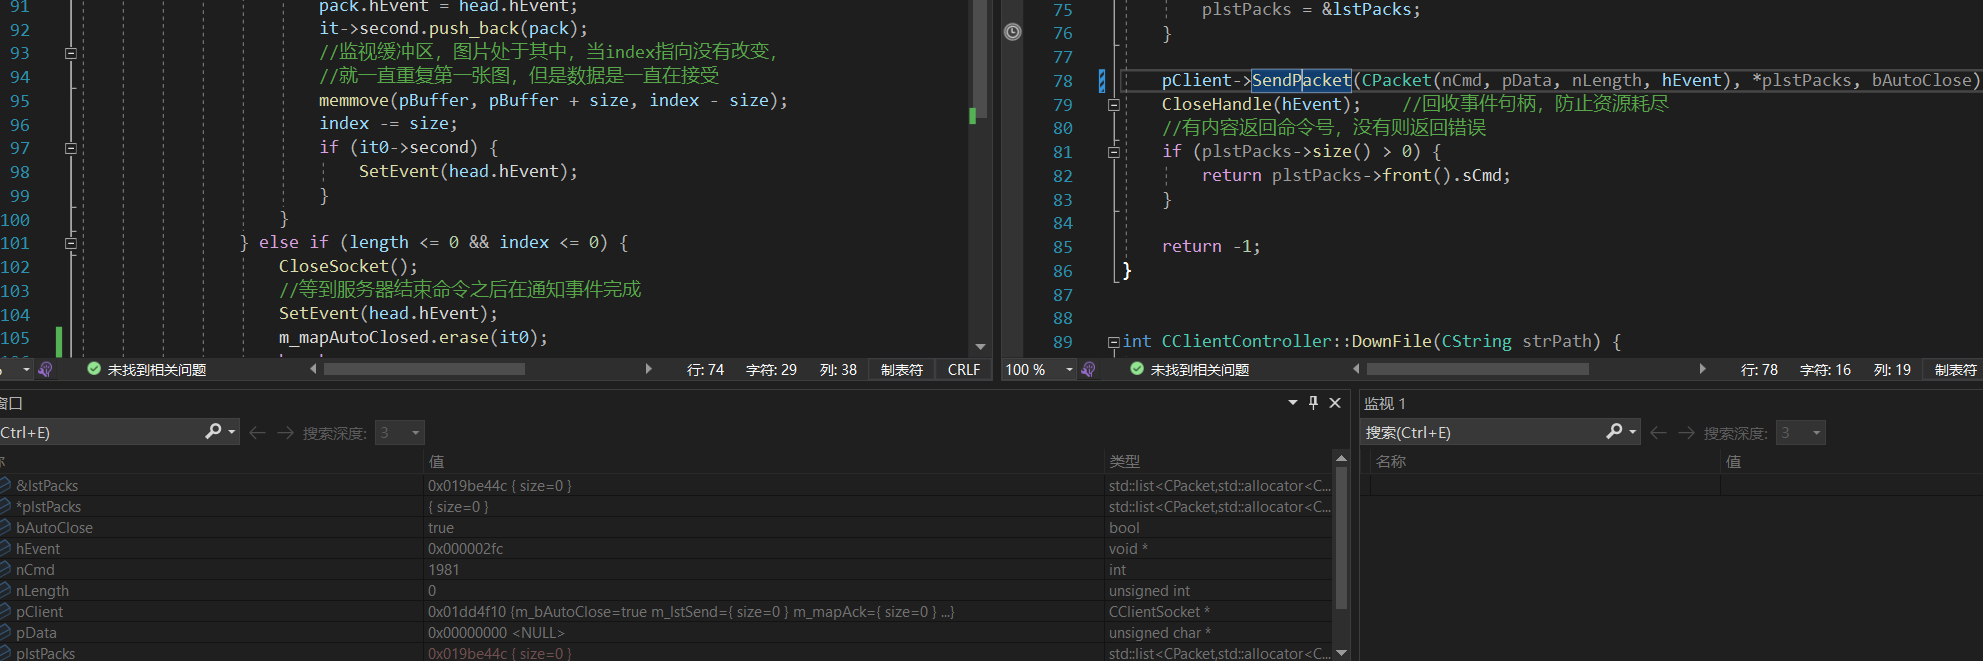 91 pack.hEvent = head.hEvent;
92 it->second.push_back(pack);
93 //监视缓冲区，图片处于其中，当index指向没有改变，
94 //就一直重复第一张图，但是数据是一直在接受
95 memmove(pBuffer, pBuffer + size, index - size);
96 index -= size;
97 if (it0->second) {
98 SetEvent(head.hEvent);
99 }
100 }
101 } else if (length <= 0 && index <= 0) {
102 CloseSocket();
103 //等到服务器结束命令之后在通知事件完成
104 SetEvent(head.hEvent);
105 m_mapAutoClosed.erase(it0);
未找到相关问题 行: 74 字符: 29 列: 38 制表符 CRLF
75 plstPacks = &lstPacks;
76 }
77
78 pClient->SendPacket(CPacket(nCmd, pData, nLength, hEvent), *plstPacks, bAutoClose)
79 CloseHandle(hEvent); //回收事件句柄，防止资源耗尽
80 //有内容返回命令号，没有则返回错误
81 if (plstPacks->size() > 0) {
82 return plstPacks->front().sCmd;
83 }
84
85 return -1;
86 }
87
88
89 int CClientController::DownFile(CString strPath) {
100 % 未找到相关问题 行: 78 字符: 16 列: 19 制表符
窗口
Ctrl+E) 搜索深度: 3
值 类型
&lstPacks 0x019be44c { size=0 } std::list<CPacket,std::allocator<C...
*plstPacks { size=0 } std::list<CPacket,std::allocator<C...
bAutoClose true bool
hEvent 0x000002fc void *
nCmd 1981 int
nLength 0 unsigned int
pClient 0x01dd4f10 {m_bAutoClose=true m_lstSend={ size=0 } m_mapAck={ size=0 } ...} CClientSocket *
pData 0x00000000 <NULL> unsigned char *
plstPacks 0x019be44c { size=0 } std::list<CPacket,std::allocator<C...
监视 1
搜索(Ctrl+E) 搜索深度: 3
名称 值